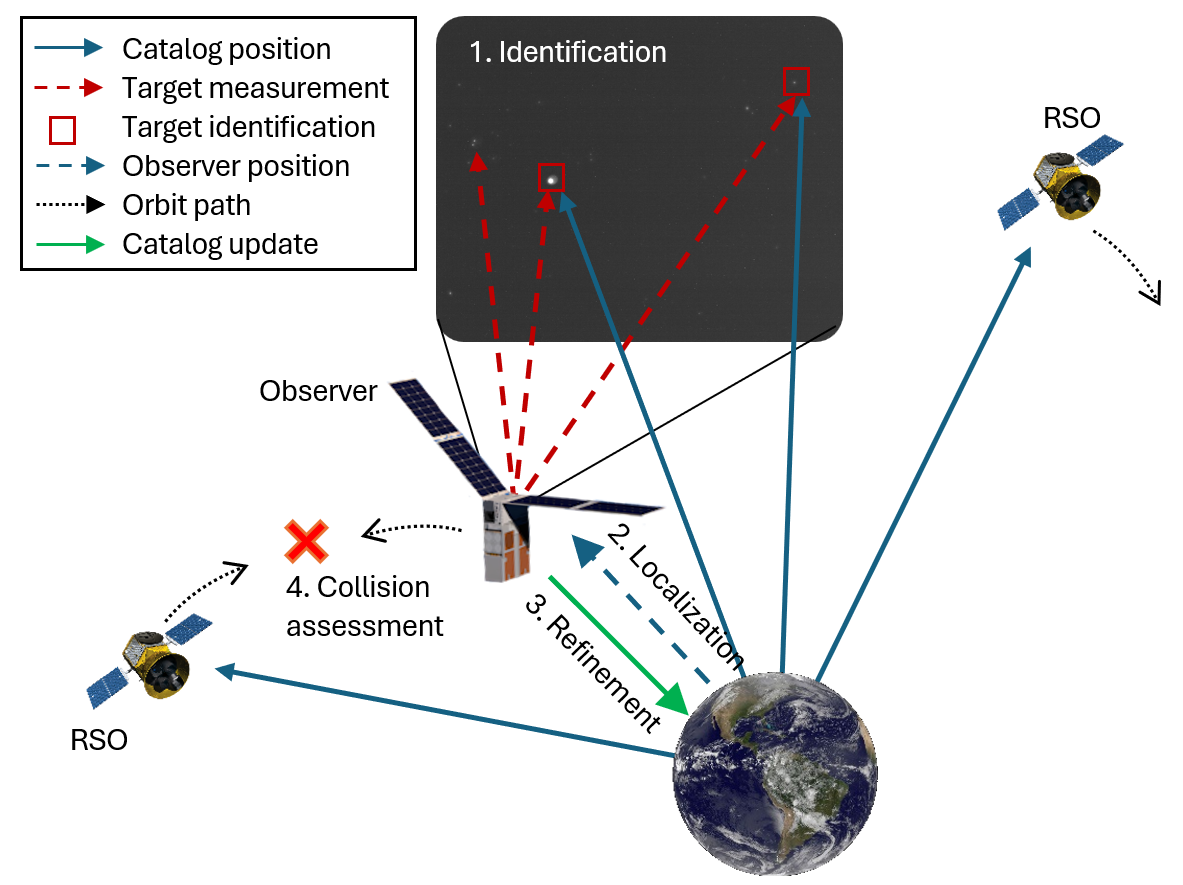 Catalog position
Target measurement
Target identification
Observer position
Orbit path
Catalog update
1. Identification
RSO
Observer
2. Localization
3. Refinement
4. Collision
assessment
RSO